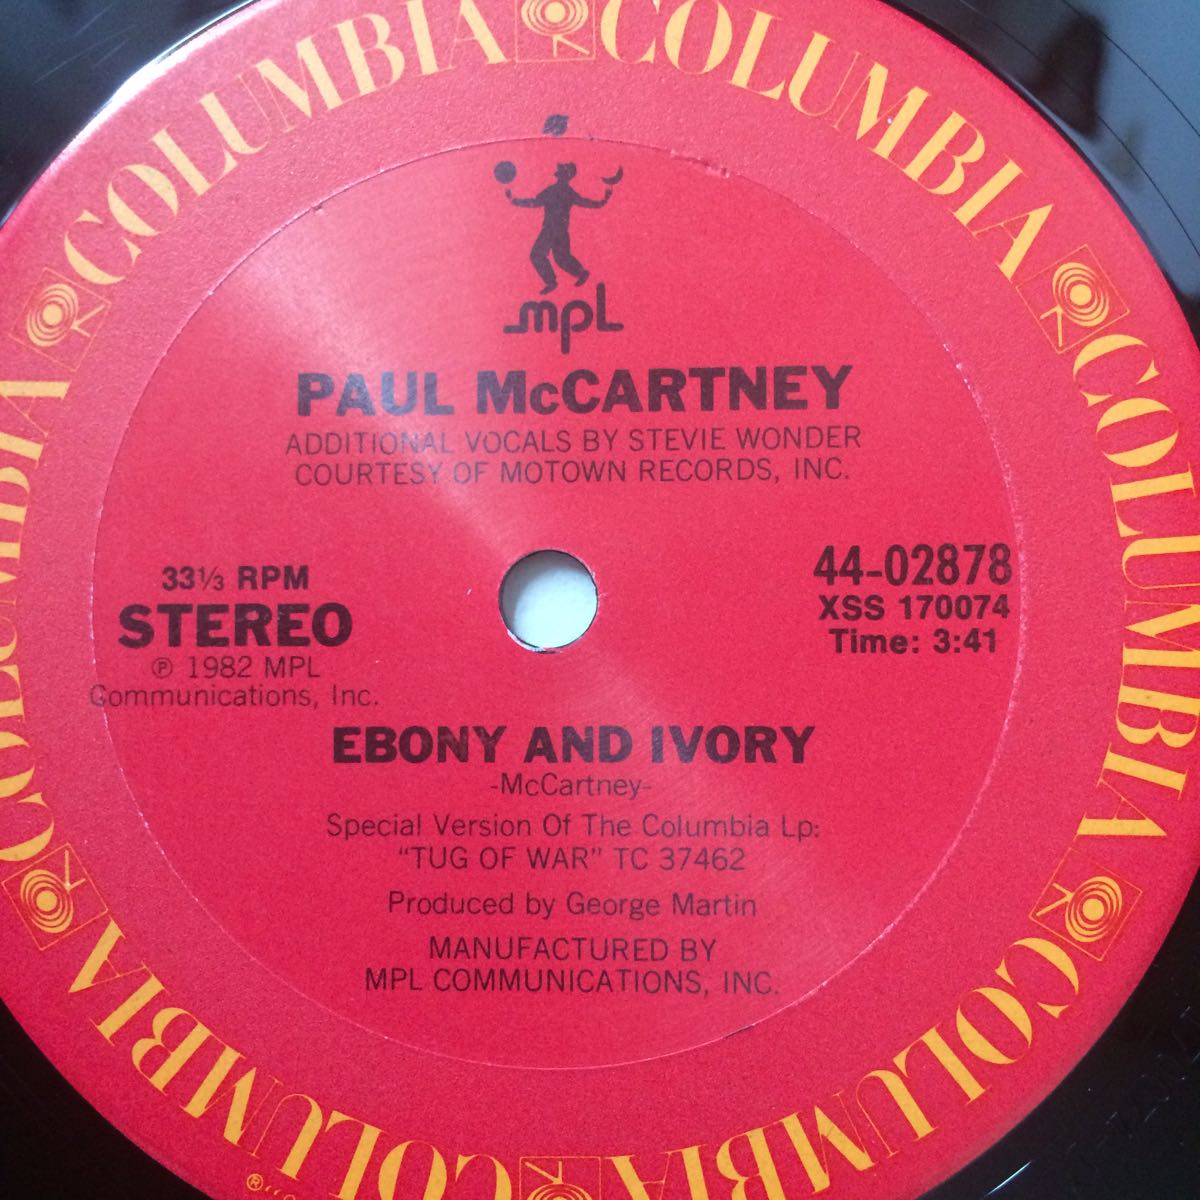 COLUMBIA COLUMBIA COLUMBIA COLUMBIA COLUMBIA COLUMBIA COLUMBIA COLUMBIA
mpL
PAUL McCARTNEY
ADDITIONAL VOCALS BY STEVIE WONDER
COURTESY OF MOTOWN RECORDS, INC.
33⅓ RPM
STEREO
℗ 1982 MPL
Communications, Inc.
44-02878
XSS 170074
Time: 3:41
EBONY AND IVORY
-McCartney-
Special Version Of The Columbia Lp:
“TUG OF WAR” TC 37462
Produced by George Martin
MANUFACTURED BY
MPL COMMUNICATIONS, INC.
®